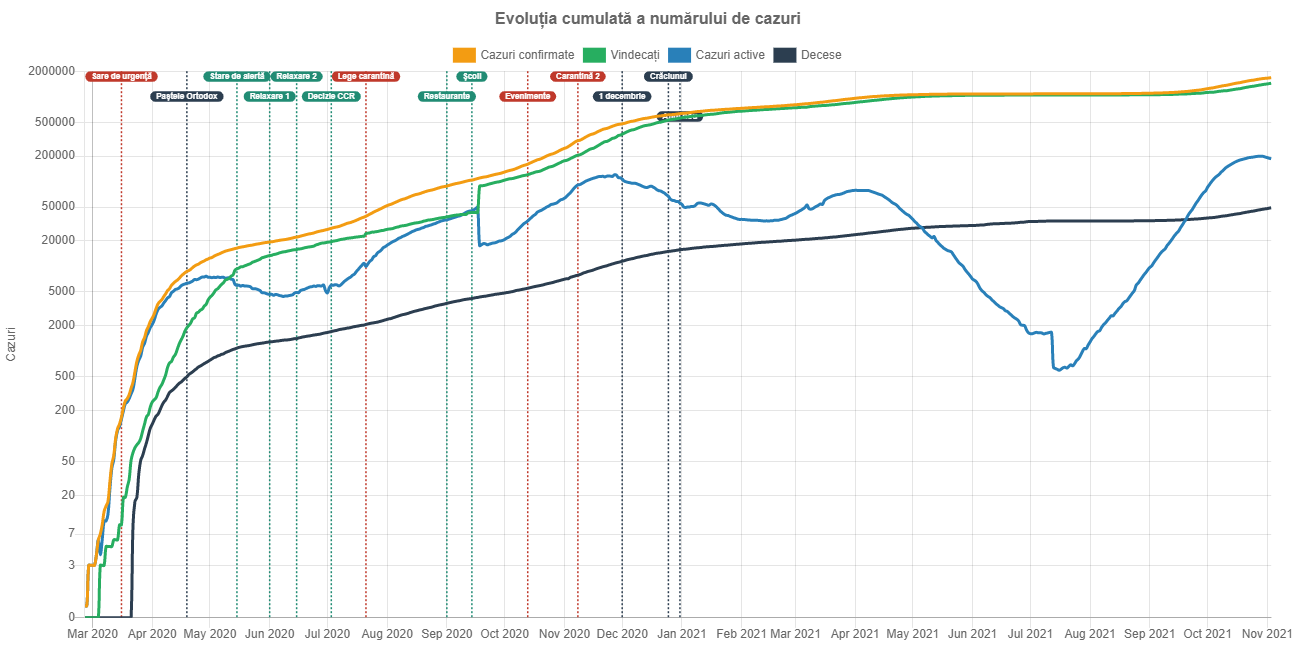 Evoluția cumulată a numărului de cazuri
Cazuri confirmate Vindecați Cazuri active Decese
Stare de urgență Stare de alertă Relaxare 2 Lege carantină Școli Carantină 2 Crăciunul
Paștele Ortodox Relaxare 1 Decizie CCR Restaurante Evenimente 1 decembrie
2000000
500000
200000
50000
20000
5000
2000
500
200
50
20
7
3
0
Cazuri
Mar 2020 Apr 2020 May 2020 Jun 2020 Jul 2020 Aug 2020 Sep 2020 Oct 2020 Nov 2020 Dec 2020 Jan 2021 Feb 2021 Mar 2021 Apr 2021 May 2021 Jun 2021 Jul 2021 Aug 2021 Sep 2021 Oct 2021 Nov 2021